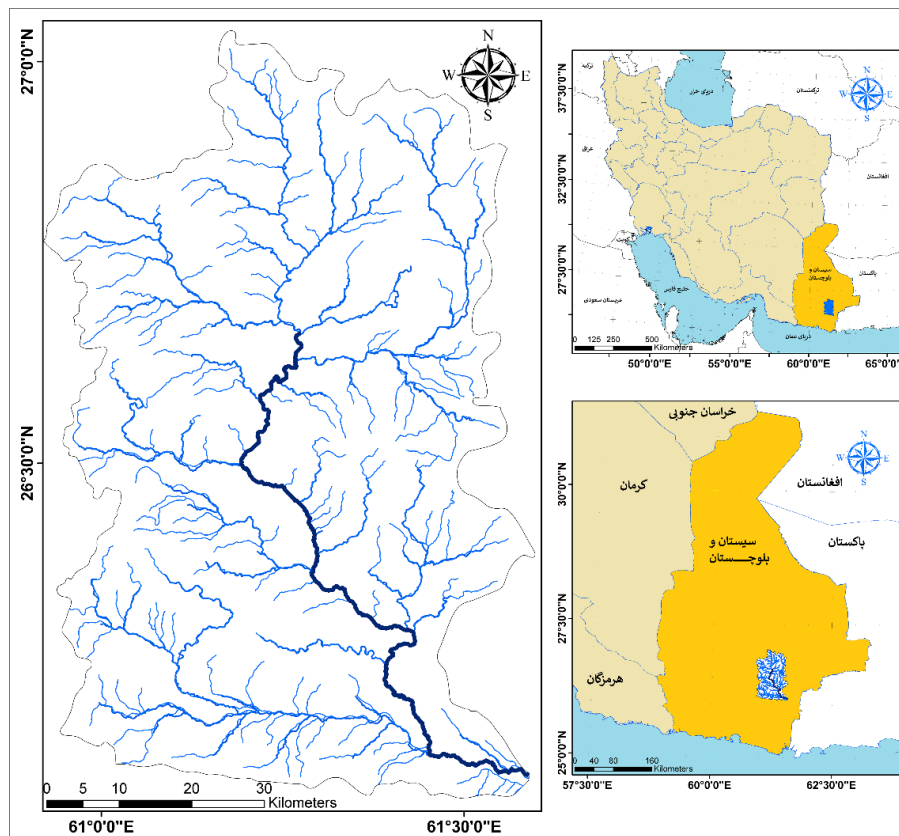 27°0'0"N
26°30'0"N
N
W E
S
0 5 10 20 30
Kilometers
61°0'0"E
61°30'0"E
37°30'0"N
32°30'0"N
27°30'0"N
ترکیه
دریای خزر
ترکمنستان
N
W E
S
عراق
افغانستان
سیستان و
بلوچستان
پاکستان
خلیج فارس
عربستان سعودی
دریای عمان
0 125 250 500
Kilometers
50°0'0"E
55°0'0"E
60°0'0"E
65°0'0"E
30°0'0"N
27°30'0"N
25°0'0"N
خراسان جنوبی
N
W E
S
کرمان
افغانستان
سیستان و
بلوچـــستان
پاکستان
هرمزگان
0 40 80 160
Kilometers
57°30'0"E
60°0'0"E
62°30'0"E